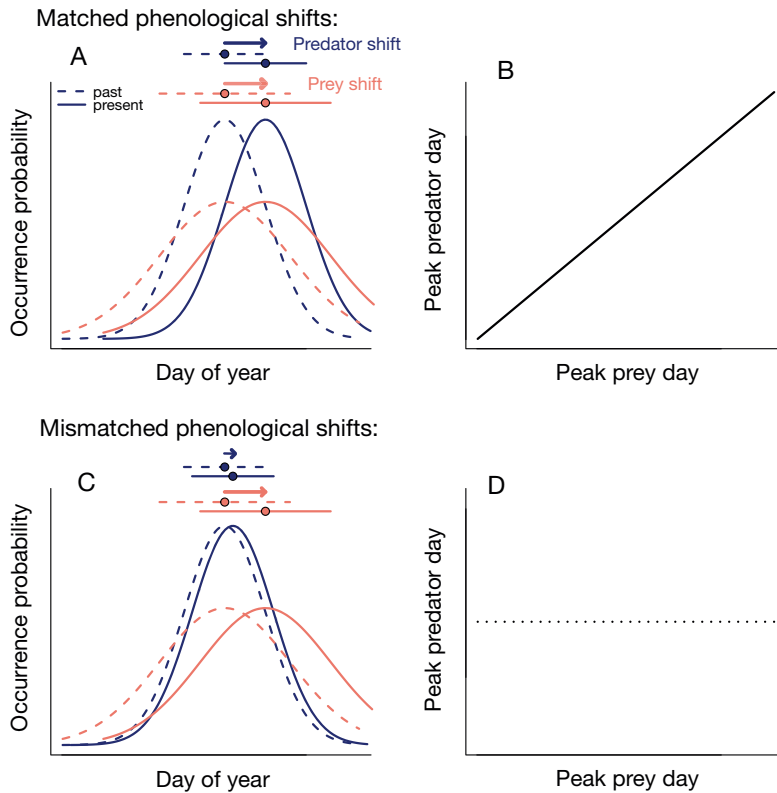 Matched phenological shifts:
A
Predator shift
Prey shift
past
present
Occurrence probability
Day of year
B
Peak predator day
Peak prey day
Mismatched phenological shifts:
C
Occurrence probability
Day of year
D
Peak predator day
Peak prey day